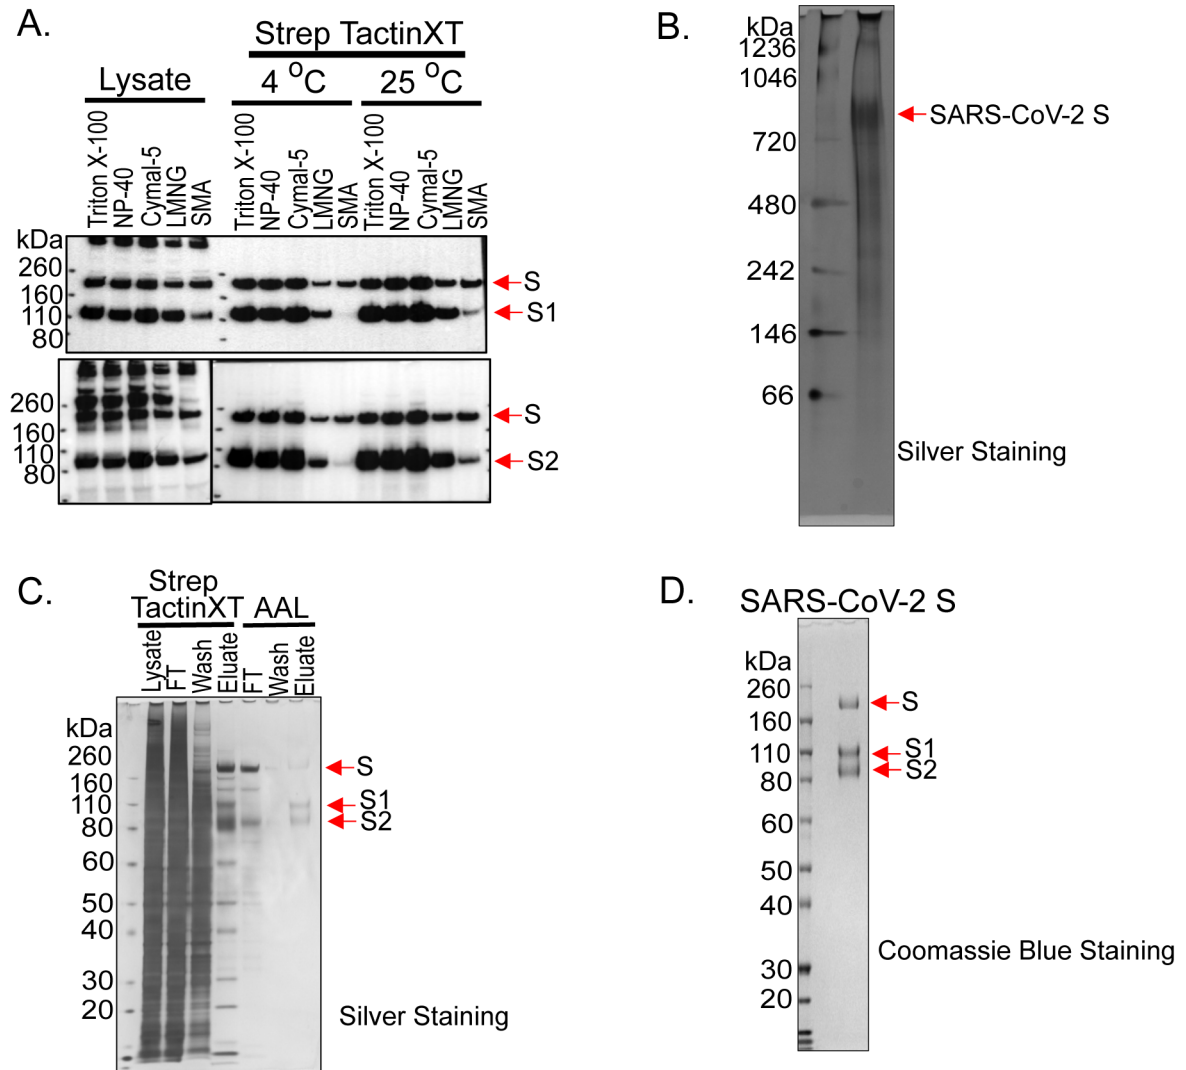 A.
Strep TactinXT
Lysate
4 °C
25 °C
Triton X-100
NP-40
Cymal-5
LMNG
SMA
Triton X-100
NP-40
Cymal-5
LMNG
SMA
Triton X-100
NP-40
Cymal-5
LMNG
SMA
kDa
260
160
110
80
S
S1
260
160
110
80
S
S2
B.
kDa
1236
1046
720
480
242
146
66
SARS-CoV-2 S
Silver Staining
C.
Strep
TactinXT
AAL
Lysate
FT
Wash
Eluate
FT
Wash
Eluate
kDa
260
160
110
80
60
50
40
30
20
S
S1
S2
Silver Staining
D.
SARS-CoV-2 S
kDa
260
160
110
80
60
50
40
30
20
S
S1
S2
Coomassie Blue Staining